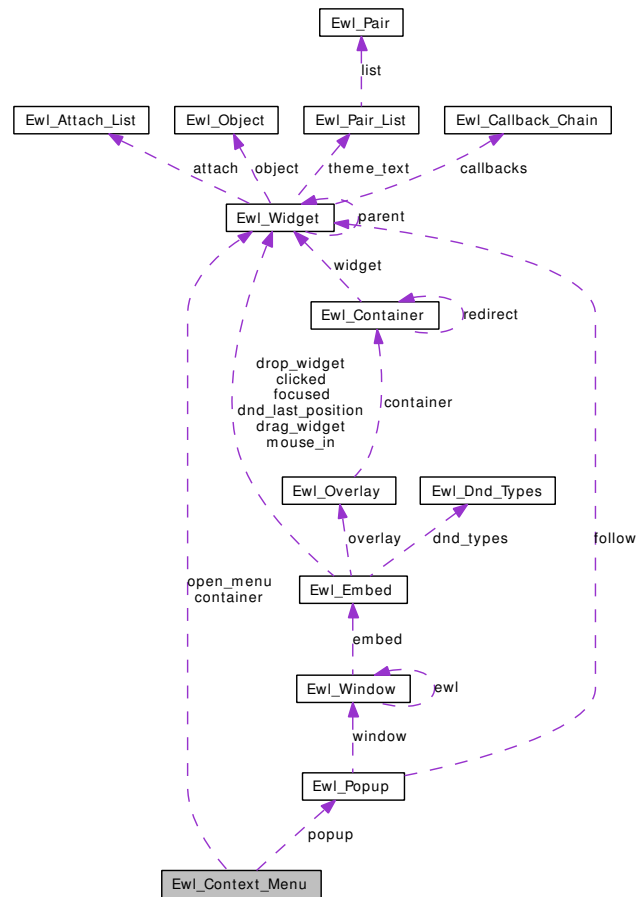 Ewl_Pair
list
Ewl_Attach_List
Ewl_Object
Ewl_Pair_List
Ewl_Callback_Chain
attach
object
theme_text
callbacks
Ewl_Widget
parent
widget
Ewl_Container
redirect
drop_widget
clicked
focused
dnd_last_position
drag_widget
mouse_in
container
Ewl_Overlay
Ewl_Dnd_Types
overlay
dnd_types
follow
open_menu
container
Ewl_Embed
embed
Ewl_Window
ewl
window
Ewl_Popup
popup
Ewl_Context_Menu